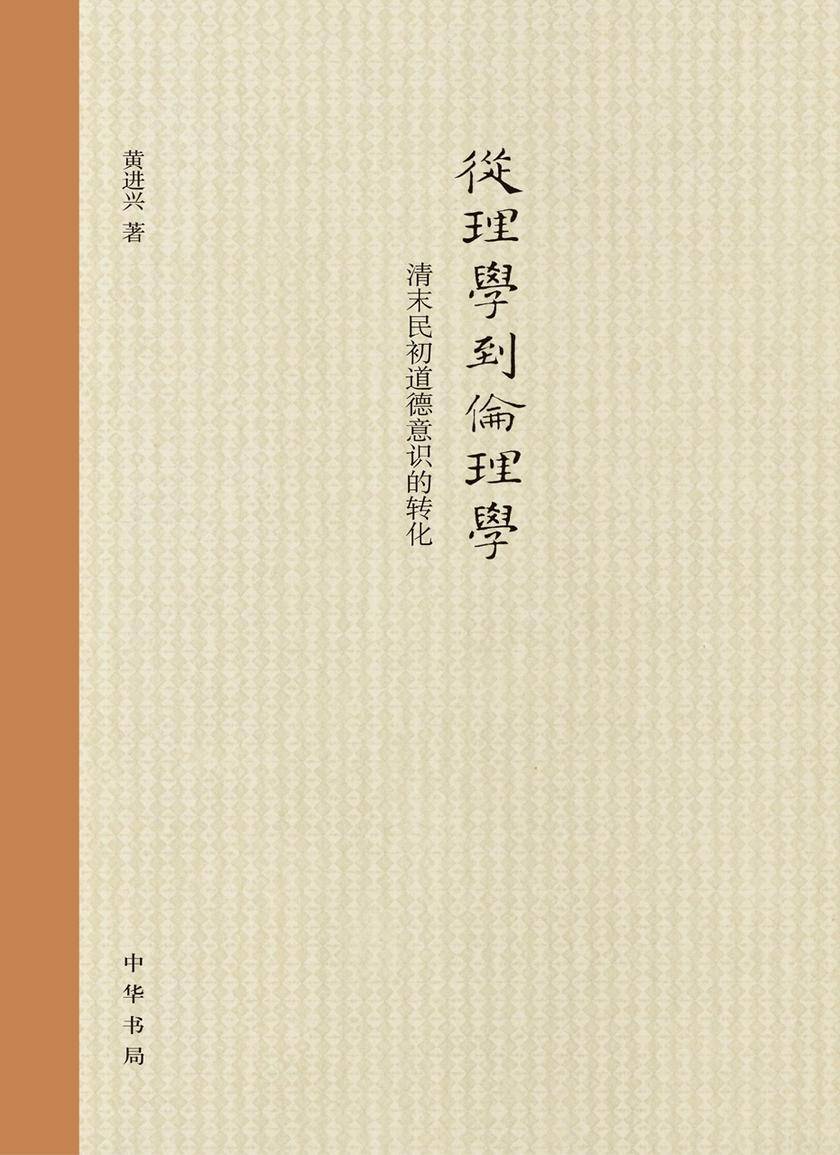 從理學到倫理學
清末民初道德意识的转化
黄进兴 著
中华书局